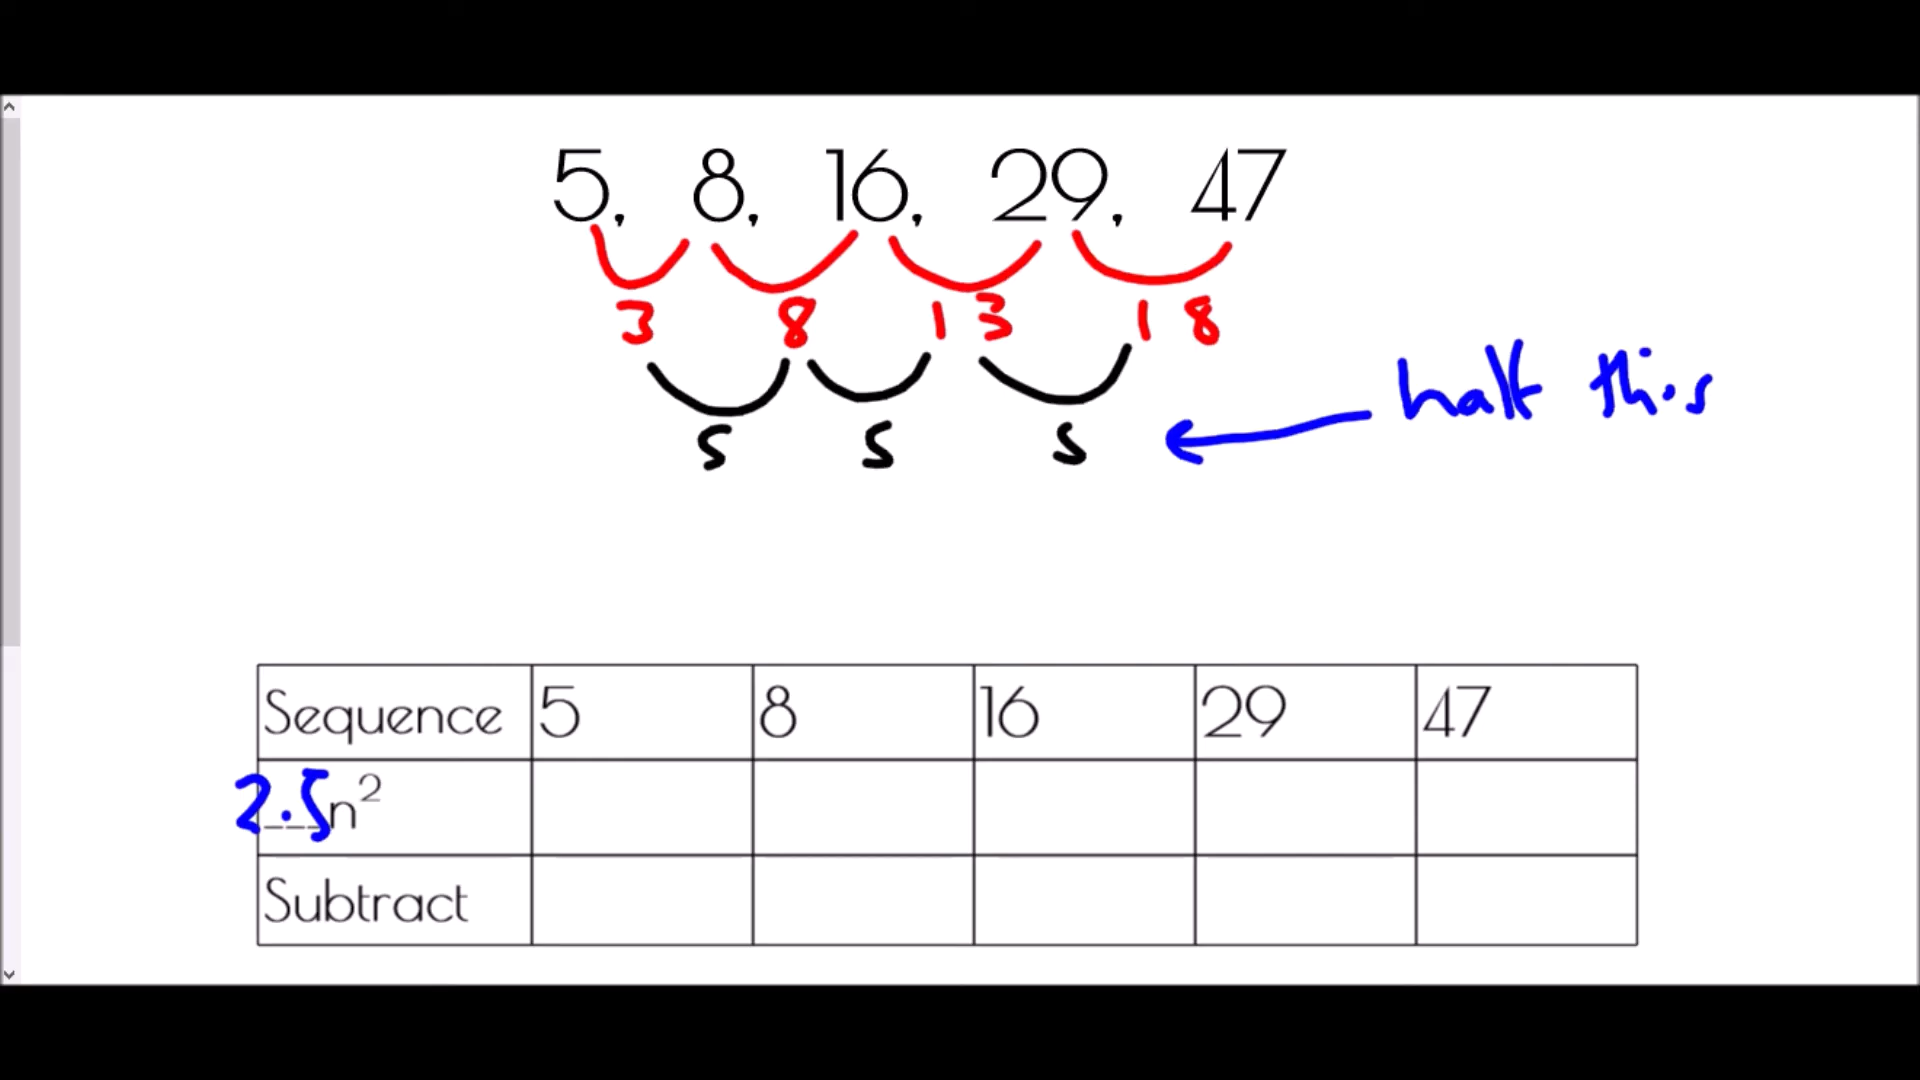 5, 8, 16, 29, 47
3 8 13 18
half this
5 5 5
Sequence 5 8 16 29 47
2.5n²
Subtract